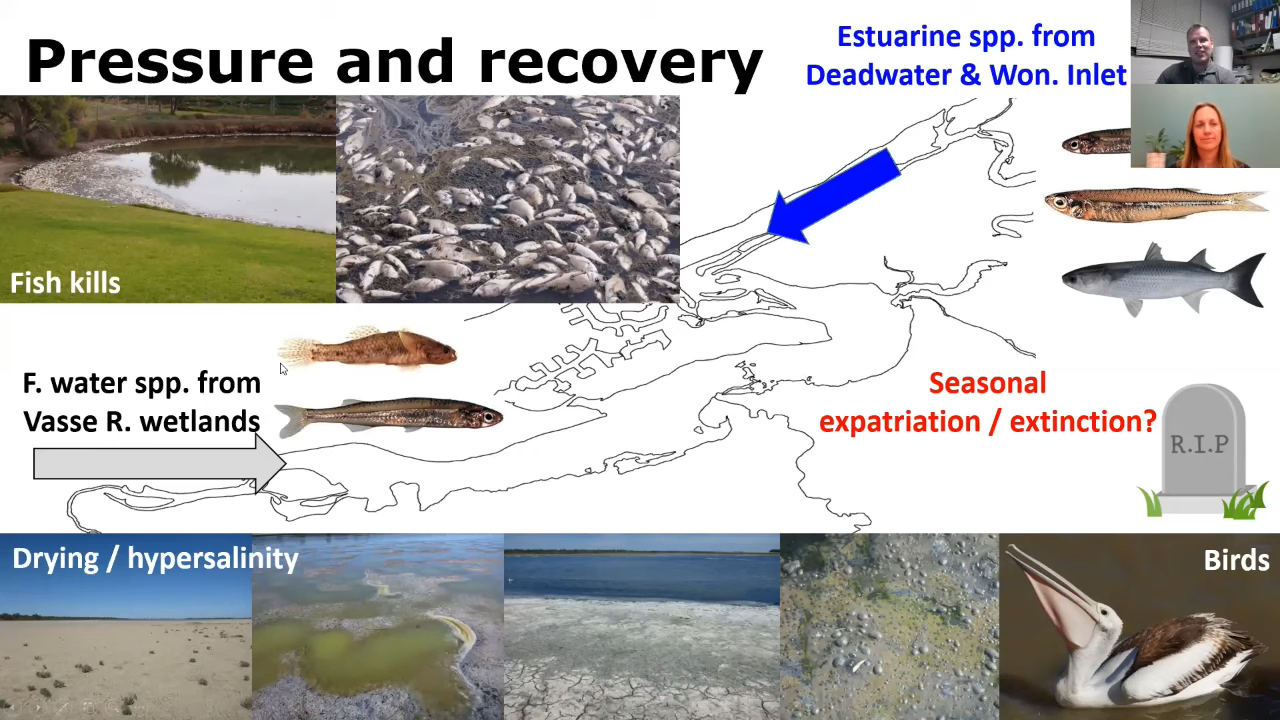 Pressure and recovery
Estuarine spp. from
Deadwater & Won. Inlet
Fish kills
F. water spp. from
Vasse R. wetlands
Seasonal
expatriation / extinction?
R.I.P
Drying / hypersalinity
Birds